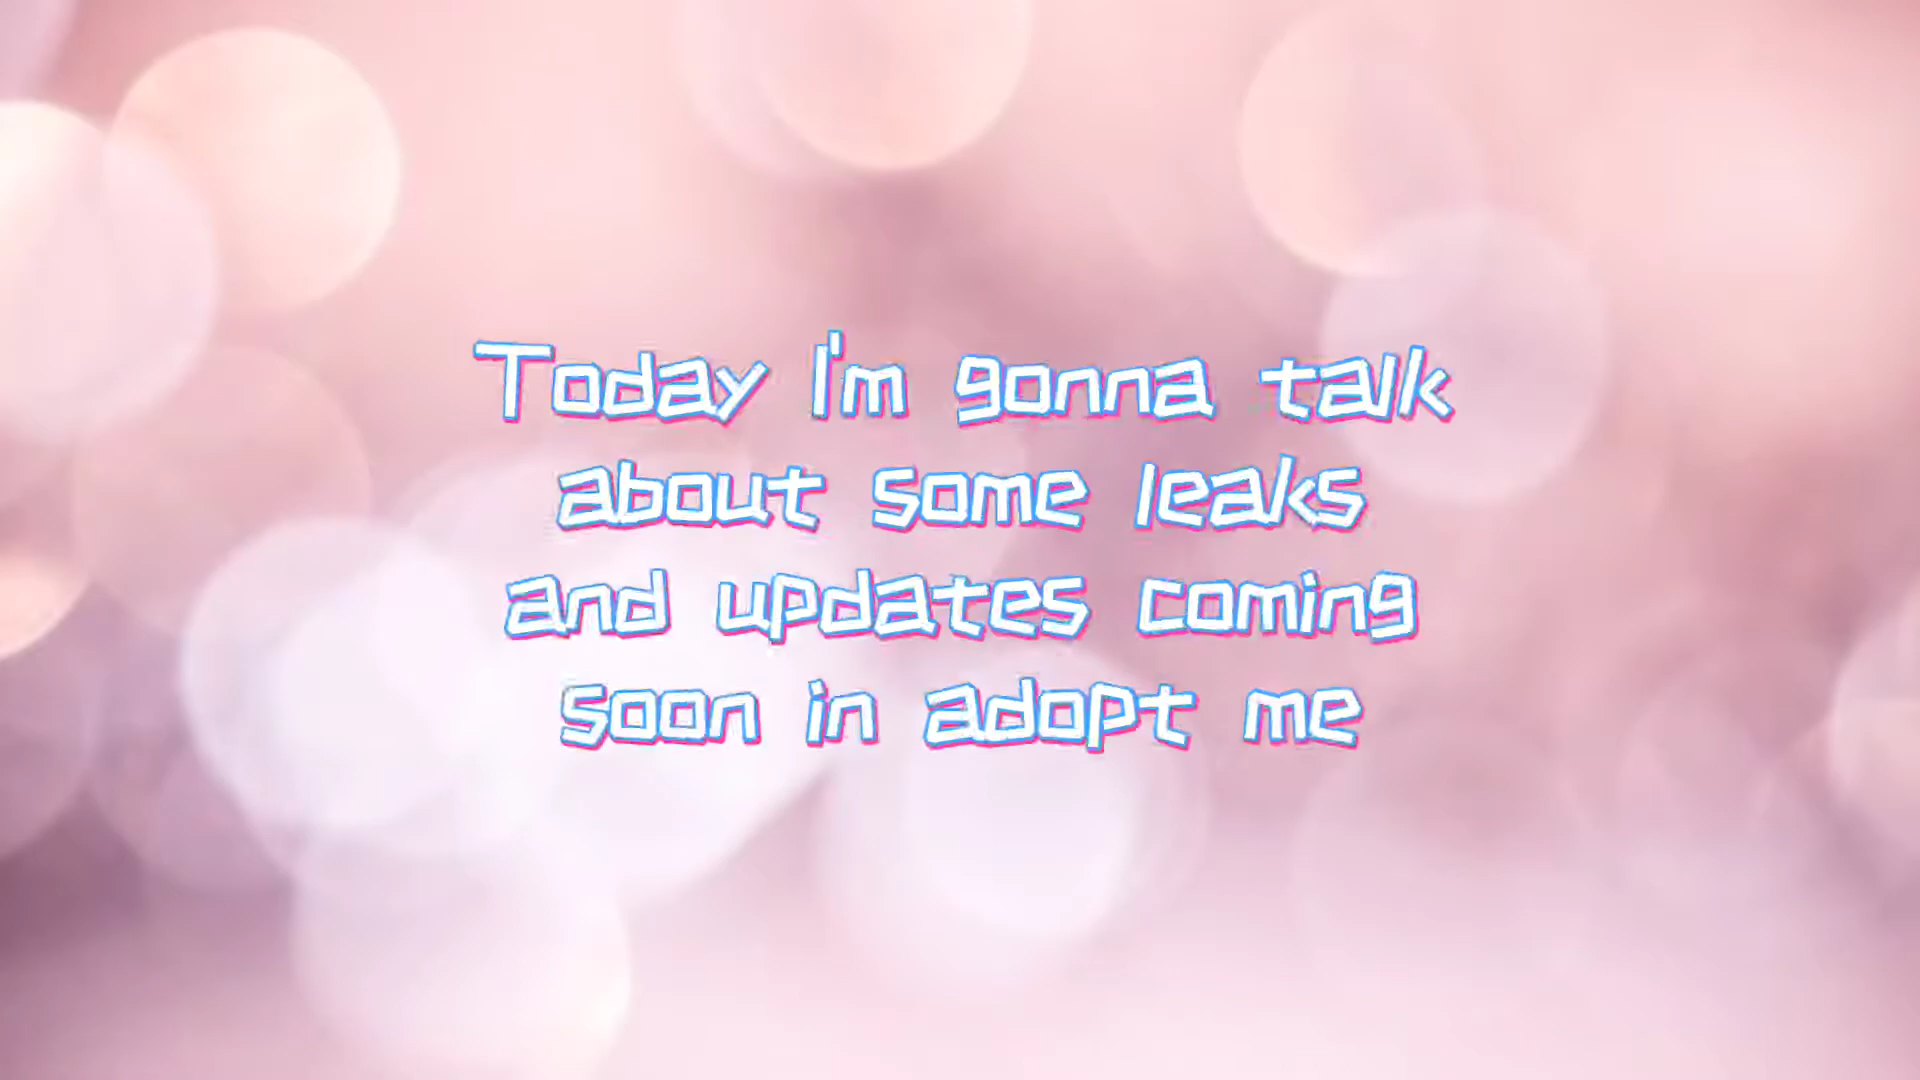 Today I'm gonna talk
about some leaks
and updates coming
soon in adopt me